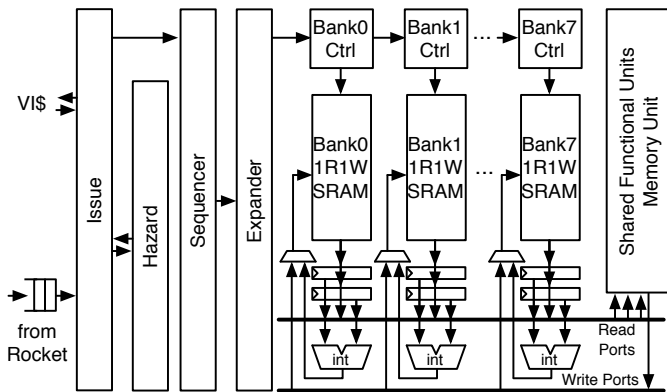 VI$
from
Rocket
Issue
Hazard
Sequencer
Expander
Bank0
Ctrl
Bank1
Ctrl
...
Bank7
Ctrl
Bank0
1R1W
SRAM
Bank1
1R1W
SRAM
...
Bank7
1R1W
SRAM
int
int
int
Shared Functional Units
Memory Unit
Read
Ports
Write Ports